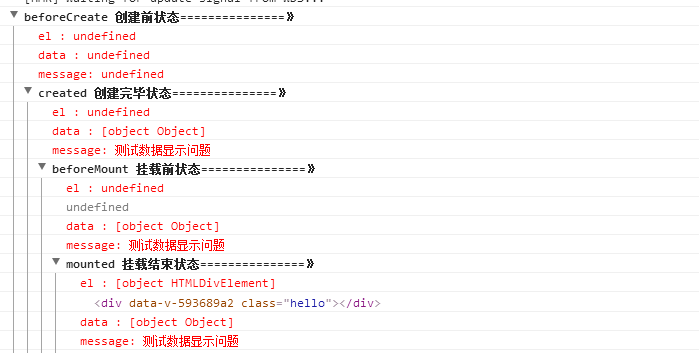 beforeCreate 创建前状态===============》
el : undefined
data : undefined
message: undefined
created 创建完毕状态===============》
el : undefined
data : [object Object]
message: 测试数据显示问题
beforeMount 挂载前状态===============》
el : undefined
undefined
data : [object Object]
message: 测试数据显示问题
mounted 挂载结束状态===============》
el : [object HTMLDivElement]
<div data-v-593689a2 class="hello"></div>
data : [object Object]
message: 测试数据显示问题